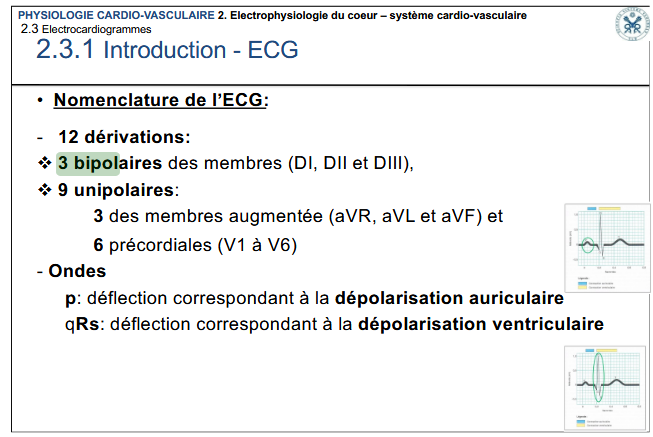 PHYSIOLOGIE CARDIO-VASCULAIRE 2. Electrophysiologie du coeur – système cardio-vasculaire
2.3 Electrocardiogrammes
2.3.1 Introduction - ECG
• Nomenclature de l'ECG:
- 12 dérivations:
❖ 3 bipolaires des membres (DI, DII et DIII),
❖ 9 unipolaires:
3 des membres augmentée (aVR, aVL et aVF) et
6 précordiales (V1 à V6)
- Ondes
p: déflection correspondant à la dépolarisation auriculaire
qRs: déflection correspondant à la dépolarisation ventriculaire